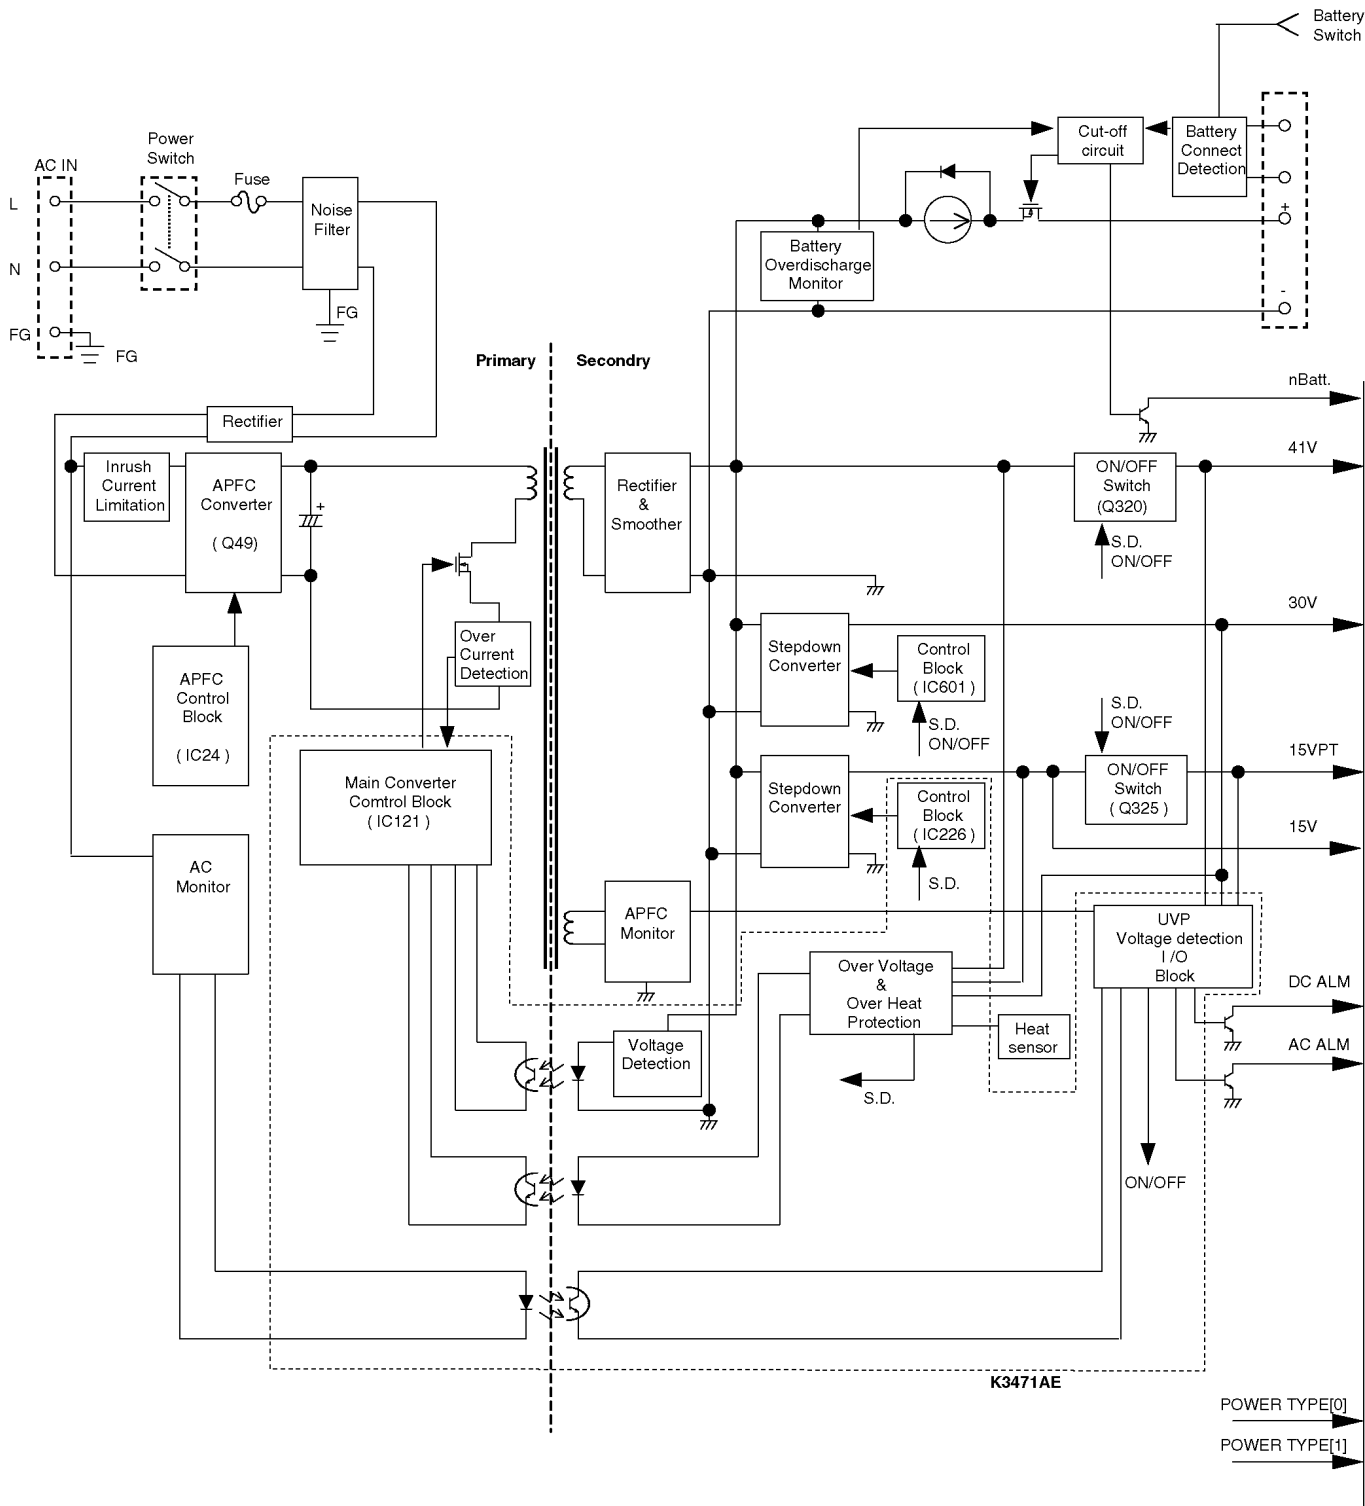 Battery
Switch
Power
Switch
AC IN
L
N
FG
FG
Fuse
Noise
Filter
FG
Cut-off
circuit
Battery
Connect
Detection
+
-
Battery
Overdischarge
Monitor
Primary
Secondry
nBatt.
Rectifier
Inrush
Current
Limitation
APFC
Converter
( Q49)
+
Rectifier
&
Smoother
ON/OFF
Switch
(Q320)
41V
S.D.
ON/OFF
30V
Over
Current
Detection
Stepdown
Converter
Control
Block
( IC601 )
S.D.
ON/OFF
APFC
Control
Block
( IC24 )
S.D.
ON/OFF
15VPT
Main Converter
Comtrol Block
( IC121 )
Stepdown
Converter
Control
Block
( IC226 )
ON/OFF
Switch
( Q325 )
15V
S.D.
AC
Monitor
APFC
Monitor
UVP
Voltage detection
I /O
Block
Over Voltage
&
Over Heat
Protection
DC ALM
Heat
sensor
AC ALM
Voltage
Detection
S.D.
ON/OFF
K3471AE
POWER TYPE[0]
POWER TYPE[1]